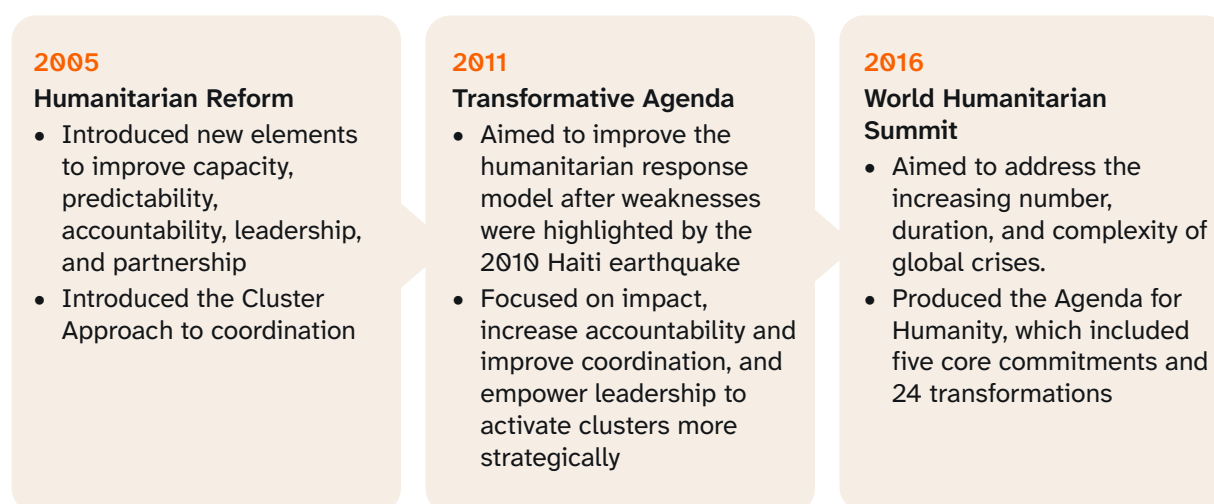 2005
Humanitarian Reform
• Introduced new elements
to improve capacity,
predictability,
accountability, leadership,
and partnership
• Introduced the Cluster
Approach to coordination
2011
Transformative Agenda
• Aimed to improve the
humanitarian response
model after weaknesses
were highlighted by the
2010 Haiti earthquake
• Focused on impact,
increase accountability and
improve coordination, and
empower leadership to
activate clusters more
strategically
2016
World Humanitarian
Summit
• Aimed to address the
increasing number,
duration, and complexity of
global crises.
• Produced the Agenda for
Humanity, which included
five core commitments and
24 transformations